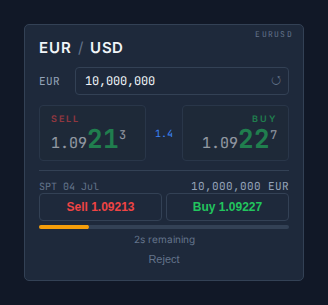 EURUSD
EUR / USD
EUR 10,000,000
SELL BUY
1.09213 1.4 1.09227
SPT 04 Jul 10,000,000 EUR
Sell 1.09213 Buy 1.09227
2s remaining
Reject